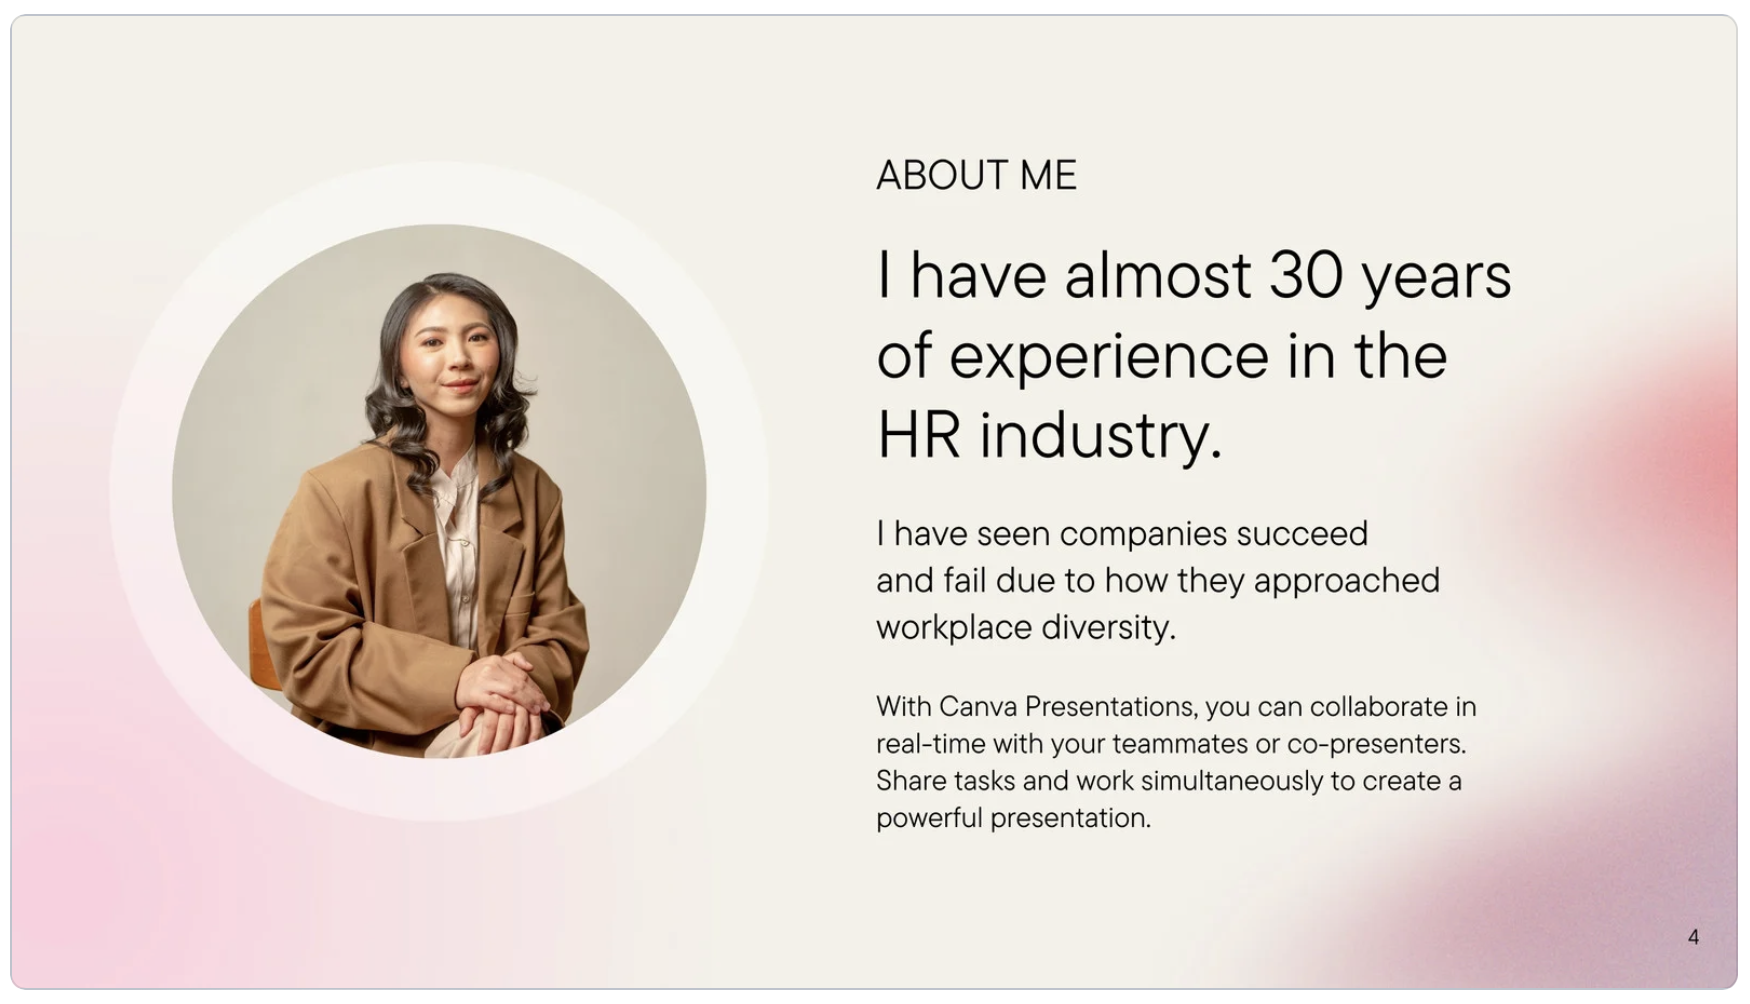 ABOUT ME
I have almost 30 years
of experience in the
HR industry.
I have seen companies succeed
and fail due to how they approached
workplace diversity.
With Canva Presentations, you can collaborate in
real-time with your teammates or co-presenters.
Share tasks and work simultaneously to create a
powerful presentation.
4